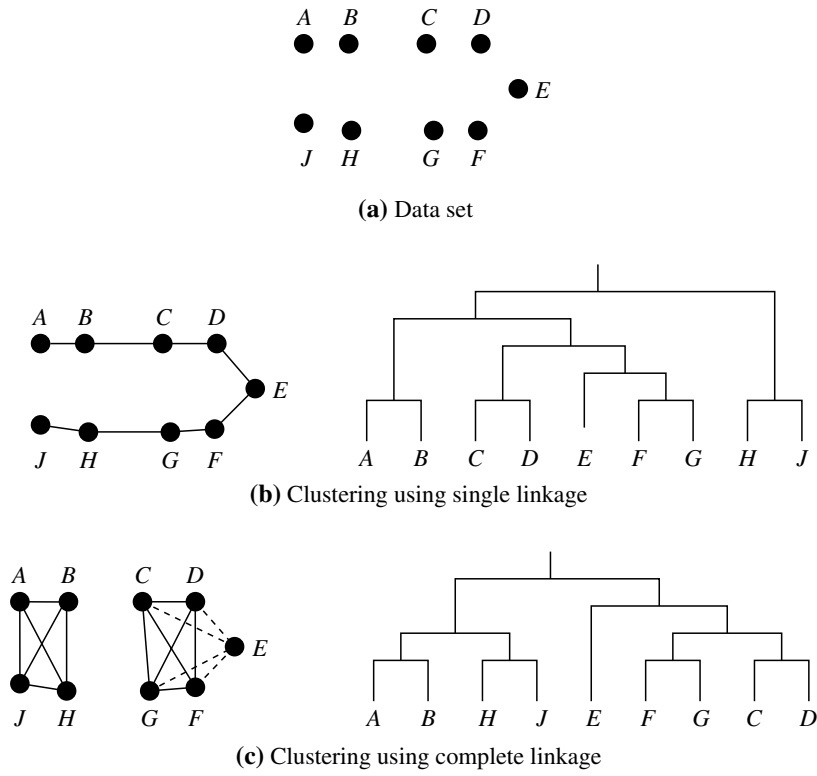 A B C D
E
J H G F
(a) Data set
A B C D
E
J H G F
A B C D E F G H J
(b) Clustering using single linkage
A B C D
E
J H G F
A B H J E F G C D
(c) Clustering using complete linkage